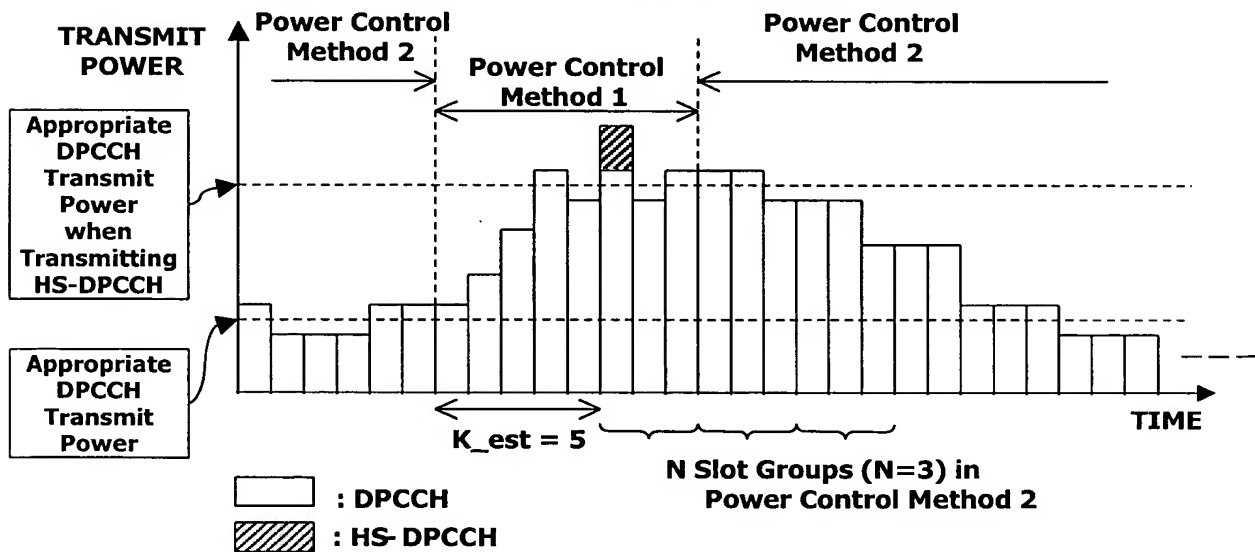 TRANSMIT
POWER
Power Control
Method 2
Power Control
Method 1
Power Control
Method 2
Appropriate
DPCCH
Transmit
Power
when
Transmitting
HS-DPCCH
Appropriate
DPCCH
Transmit
Power
K_est = 5
TIME
N Slot Groups (N=3) in
Power Control Method 2
: DPCCH
: HS-DPCCH